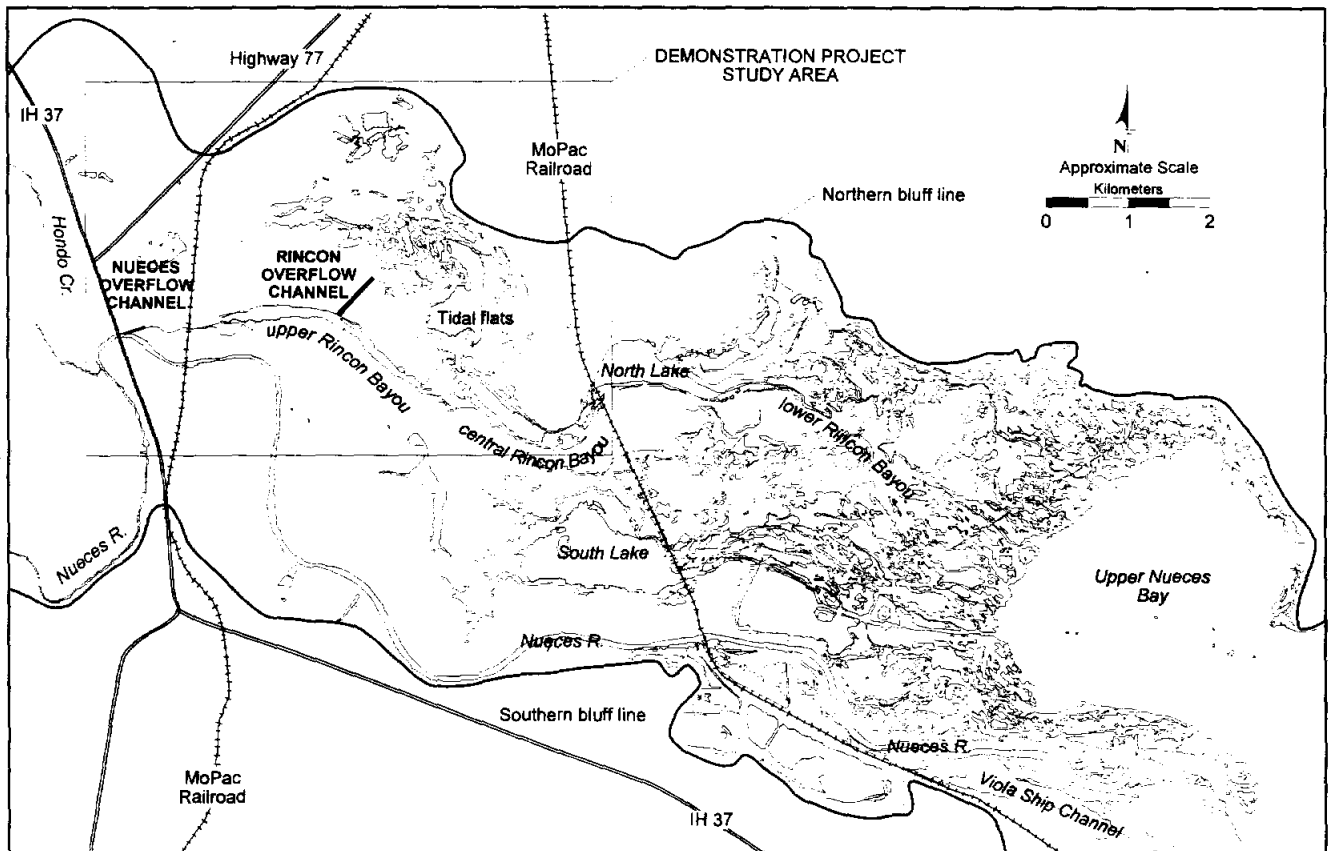 Highway 77
DEMONSTRATION PROJECT
STUDY AREA
IH 37
MoPac
Railroad
N
Approximate Scale
Kilometers
0 1 2
Northern bluff line
Hondo Cr.
NUEOES
OVERFLOW
CHANNEL
RINCON
OVERFLOW
CHANNEL
Tidal flats
upper Rincon Bayou
North Lake
lower Riincon Bayou
central Rincon Bayou
South Lake
Upper Nueces
Bay
Nueces R.
Nueces R.
Southern bluff line
Nueces R.
MoPac
Railroad
Viola Ship Channel
IH 37